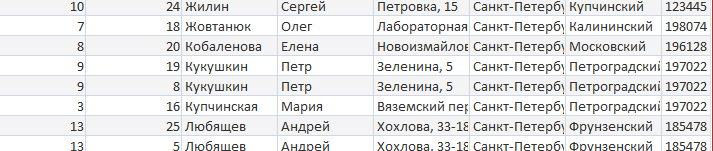 10 24 Жилин Сергей Петровка, 15 Санкт-Петербу Купчинский 123445
7 18 Жовтанюк Олег Лабораторная Санкт-Петербу Калининский 198074
8 20 Кобаленова Елена Новоизмайлов Санкт-Петербу Московский 196128
9 19 Кукушкин Петр Зеленина, 5 Санкт-Петербу Петроградский 197022
9 8 Кукушкин Петр Зеленина, 5 Санкт-Петербу Петроградский 197022
3 16 Купчинская Мария Вяземский пер Санкт-Петербу Петроградский 197022
13 25 Любящев Андрей Хохлова, 33-18 Санкт-Петербу Фрунзенский 185478
13 5 Любящев Андрей Хохлова, 33-18 Санкт-Петербу Фрунзенский 185478